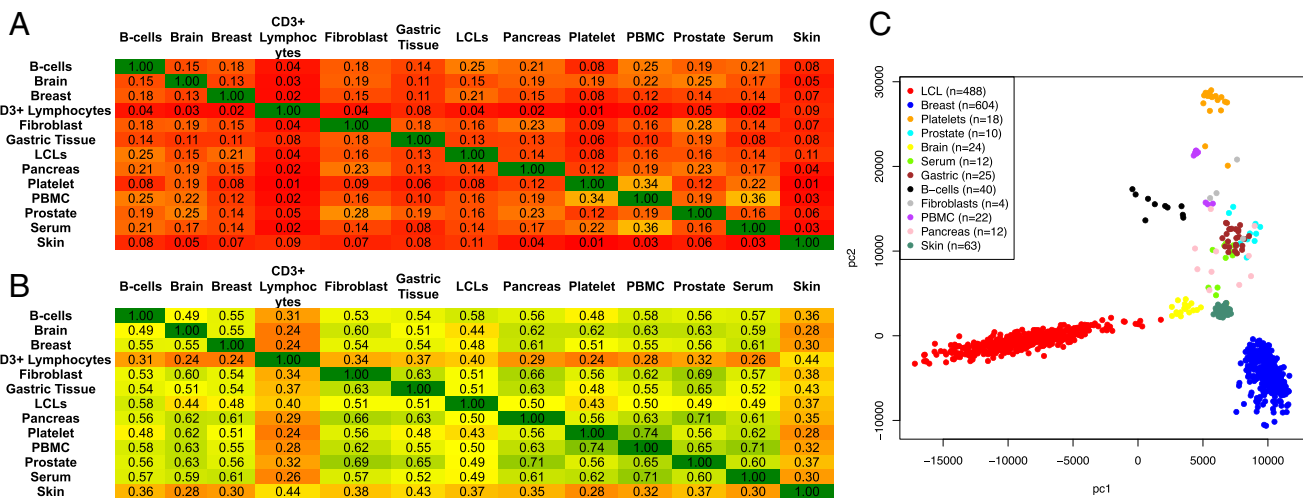 A
B-cells Brain Breast CD3+ Lymphoc ytes Fibroblast Gastric Tissue LCLs Pancreas Platelet PBMC Prostate Serum Skin
B-cells 1.00 0.15 0.18 0.04 0.18 0.14 0.25 0.21 0.08 0.25 0.19 0.21 0.08
Brain 0.15 1.00 0.13 0.03 0.19 0.11 0.15 0.19 0.19 0.22 0.25 0.17 0.05
Breast 0.18 0.13 1.00 0.02 0.15 0.11 0.21 0.15 0.08 0.12 0.14 0.14 0.07
D3+ Lymphocytes 0.04 0.03 0.02 1.00 0.04 0.08 0.04 0.04 0.01 0.02 0.05 0.02 0.09
Fibroblast 0.18 0.19 0.15 0.04 1.00 0.18 0.16 0.23 0.09 0.16 0.28 0.14 0.07
Gastric Tissue 0.14 0.11 0.11 0.08 0.18 1.00 0.13 0.13 0.06 0.10 0.19 0.08 0.08
LCLs 0.25 0.15 0.21 0.04 0.16 0.13 1.00 0.14 0.08 0.16 0.16 0.14 0.11
Pancreas 0.21 0.19 0.15 0.04 0.23 0.13 0.14 1.00 0.12 0.19 0.23 0.17 0.04
Platelet 0.08 0.19 0.08 0.01 0.09 0.06 0.08 0.12 1.00 0.34 0.12 0.22 0.01
PBMC 0.25 0.22 0.12 0.02 0.16 0.10 0.16 0.19 0.34 1.00 0.19 0.36 0.03
Prostate 0.19 0.25 0.14 0.05 0.28 0.19 0.16 0.23 0.12 0.19 1.00 0.16 0.06
Serum 0.21 0.17 0.14 0.02 0.14 0.08 0.14 0.17 0.22 0.36 0.16 1.00 0.03
Skin 0.08 0.05 0.07 0.09 0.07 0.08 0.11 0.04 0.01 0.03 0.06 0.03 1.00
B
B-cells Brain Breast CD3+ Lymphoc ytes Fibroblast Gastric Tissue LCLs Pancreas Platelet PBMC Prostate Serum Skin
B-cells 1.00 0.49 0.55 0.31 0.53 0.54 0.58 0.56 0.48 0.58 0.56 0.57 0.36
Brain 0.49 1.00 0.55 0.24 0.60 0.51 0.44 0.62 0.62 0.63 0.63 0.59 0.28
Breast 0.55 0.55 1.00 0.24 0.54 0.54 0.48 0.61 0.51 0.55 0.56 0.61 0.30
D3+ Lymphocytes 0.31 0.24 0.24 1.00 0.34 0.37 0.40 0.29 0.24 0.28 0.32 0.26 0.44
Fibroblast 0.53 0.60 0.54 0.34 1.00 0.63 0.51 0.66 0.56 0.62 0.69 0.57 0.38
Gastric Tissue 0.54 0.51 0.54 0.37 0.63 1.00 0.51 0.63 0.48 0.55 0.65 0.52 0.43
LCLs 0.58 0.44 0.48 0.40 0.51 0.51 1.00 0.50 0.43 0.50 0.49 0.49 0.37
Pancreas 0.56 0.62 0.61 0.29 0.66 0.63 0.50 1.00 0.56 0.63 0.71 0.61 0.35
Platelet 0.48 0.62 0.51 0.24 0.56 0.48 0.43 0.56 1.00 0.74 0.56 0.62 0.28
PBMC 0.58 0.63 0.55 0.28 0.62 0.55 0.50 0.63 0.74 1.00 0.65 0.71 0.32
Prostate 0.56 0.63 0.56 0.32 0.69 0.65 0.49 0.71 0.56 0.65 1.00 0.60 0.37
Serum 0.57 0.59 0.61 0.26 0.57 0.52 0.49 0.61 0.62 0.71 0.60 1.00 0.30
Skin 0.36 0.28 0.30 0.44 0.38 0.43 0.37 0.35 0.28 0.32 0.37 0.30 1.00
C
LCL (n=488)
Breast (n=604)
Platelets (n=18)
Prostate (n=10)
Brain (n=24)
Serum (n=12)
Gastric (n=25)
B−cells (n=40)
Fibroblasts (n=4)
PBMC (n=22)
Pancreas (n=12)
Skin (n=63)
pc2
30000
20000
10000
0
−10000
−15000 −10000 −5000 0 5000 10000
pc1